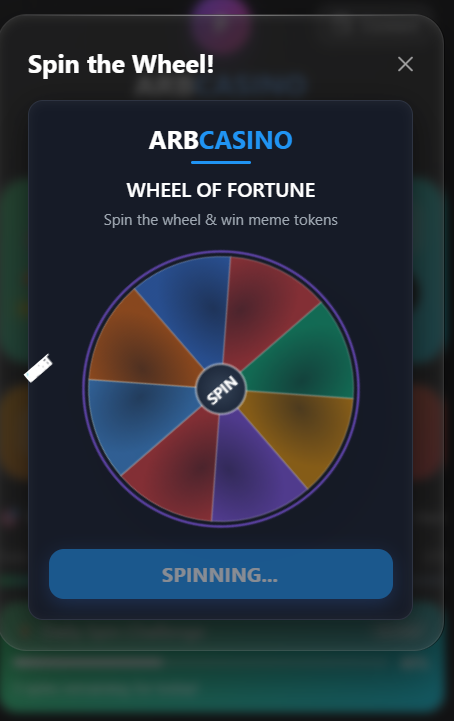 Spin the Wheel!
ARBCASINO
WHEEL OF FORTUNE
Spin the wheel & win meme tokens
SPIN
SPINNING...